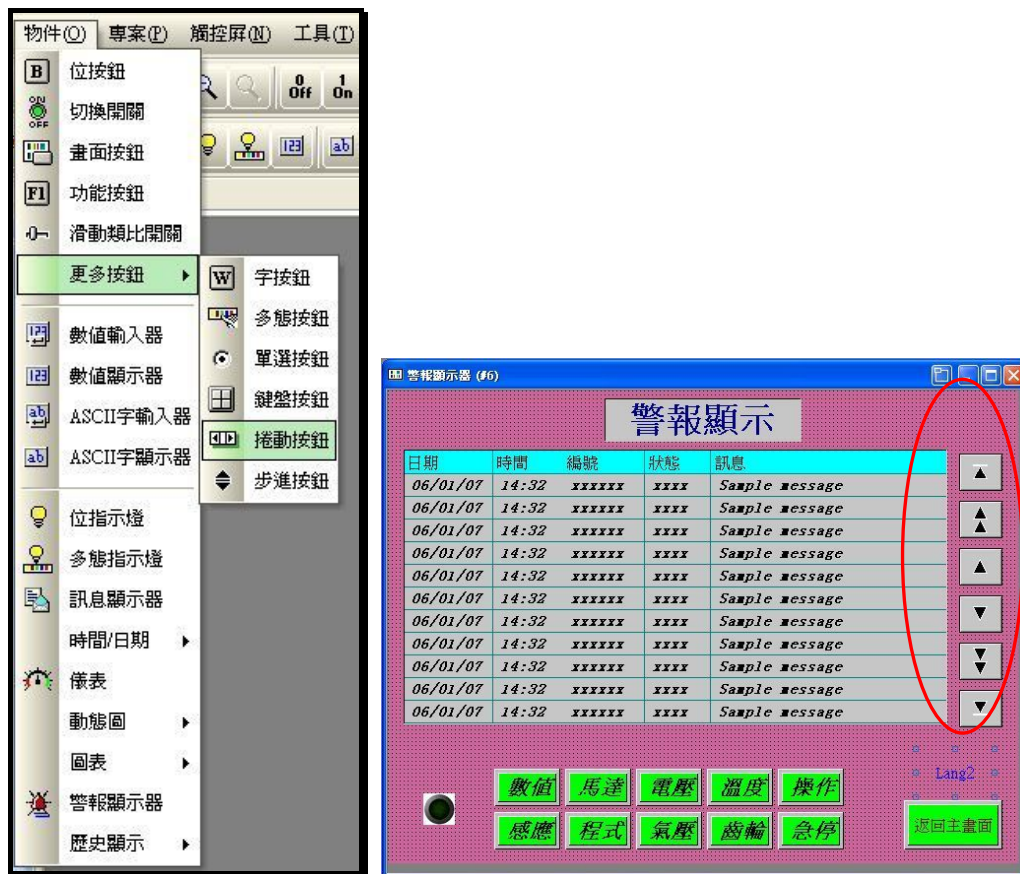 物件(O) 專案(P) 觸控屏(N) 工具(T)
B 位按鈕
ON OFF 切換開關
畫面按鈕
F1 功能按鈕
滑動類比開關
更多按鈕
123 數值輸入器
123 數值顯示器
ab ASCII字輸入器
ab ASCII字顯示器
位指示燈
多態指示燈
訊息顯示器
時間/日期
儀表
動態圖
圖表
警報顯示器
歷史顯示
0 Off 1 On
123 ab
W 字按鈕
多態按鈕
單選按鈕
鍵盤按鈕
捲動按鈕
步進按鈕
警報顯示器 (#6)
警報顯示
日期 時間 編號 狀態 訊息
06/01/07 14:32 xxxxxx xxxx Sample message
06/01/07 14:32 xxxxxx xxxx Sample message
06/01/07 14:32 xxxxxx xxxx Sample message
06/01/07 14:32 xxxxxx xxxx Sample message
06/01/07 14:32 xxxxxx xxxx Sample message
06/01/07 14:32 xxxxxx xxxx Sample message
06/01/07 14:32 xxxxxx xxxx Sample message
06/01/07 14:32 xxxxxx xxxx Sample message
06/01/07 14:32 xxxxxx xxxx Sample message
06/01/07 14:32 xxxxxx xxxx Sample message
06/01/07 14:32 xxxxxx xxxx Sample message
Lang2
數值 馬達 電壓 溫度 操作
感應 程式 氣壓 齒輪 急停
返回主畫面